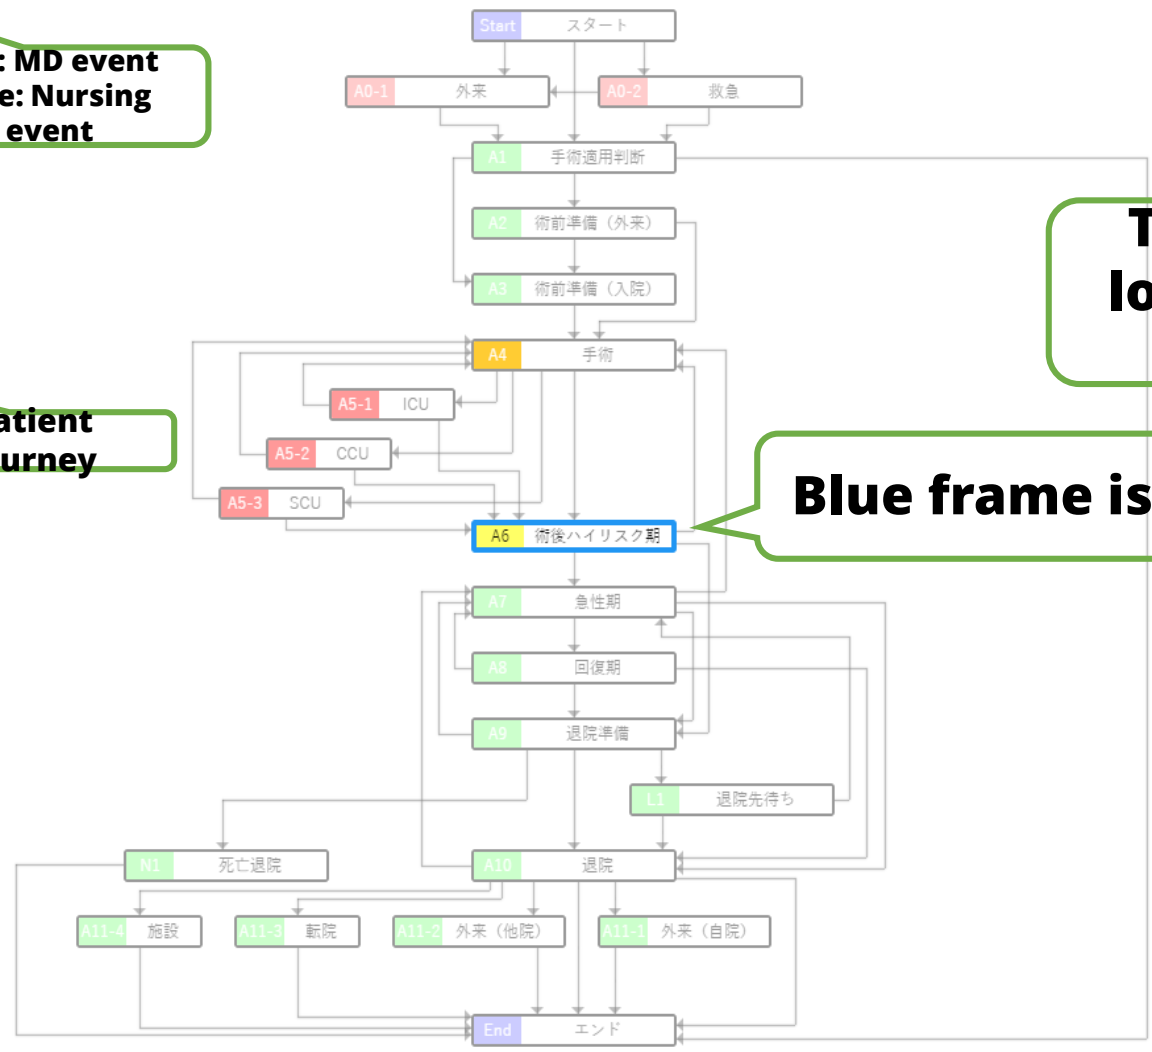 Start スタート
: MD event
e: Nursing
event
A0-1 外来
A0-2 救急
A1 手術適用判断
A2 術前準備（外来）
A3 術前準備（入院）
T
lo
A4 手術
A5-1 ICU
atient
urney
A5-2 CCU
A5-3 SCU
Blue frame is
A6 術後ハイリスク期
A7 急性期
A8 回復期
A9 退院準備
L1 退院先待ち
N1 死亡退院
A10 退院
A11-4 施設
A11-3 転院
A11-2 外来（他院）
A11-1 外来（自院）
End エンド